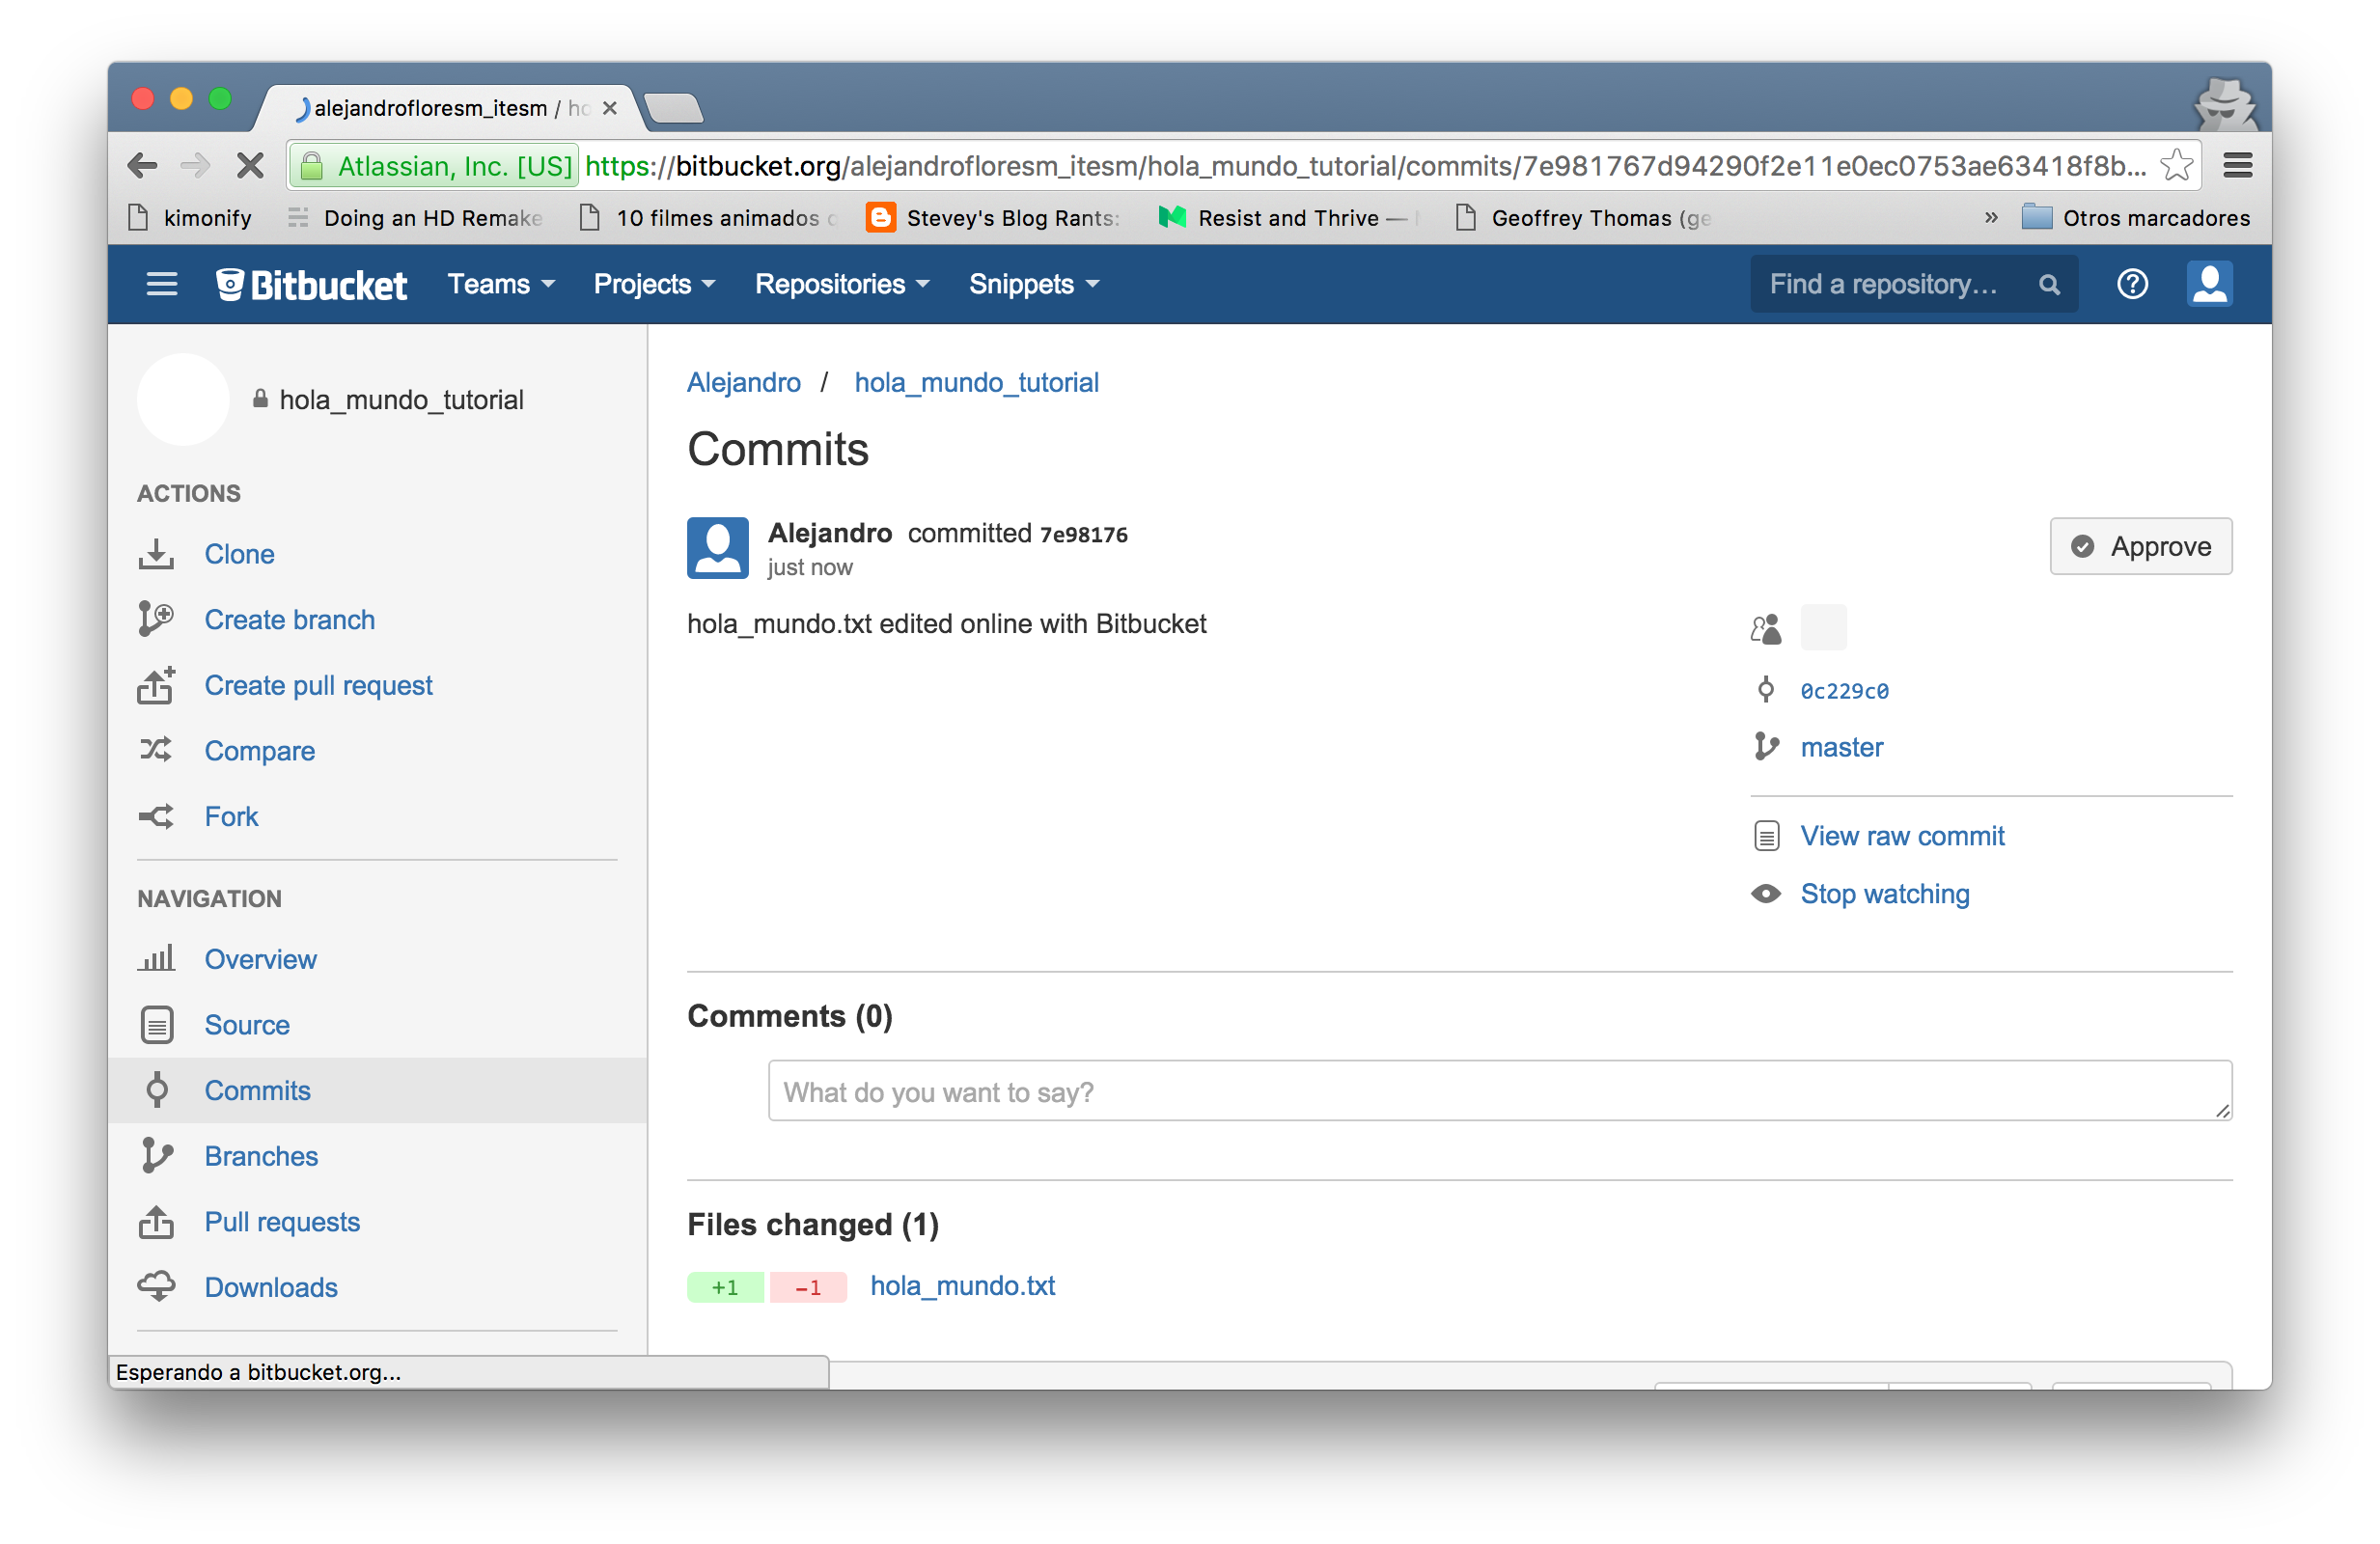 alejandrofloresm_itesm / ho
Atlassian, Inc. [US] https://bitbucket.org/alejandrofloresm_itesm/hola_mundo_tutorial/commits/7e981767d94290f2e11e0ec0753ae63418f8b...
kimonify Doing an HD Remake 10 filmes animados Stevey's Blog Rants: Resist and Thrive — Geoffrey Thomas (ge » Otros marcadores
Bitbucket Teams Projects Repositories Snippets Find a repository...
hola_mundo_tutorial
ACTIONS
Clone
Create branch
Create pull request
Compare
Fork
NAVIGATION
Overview
Source
Commits
Branches
Pull requests
Downloads
Alejandro / hola_mundo_tutorial
Commits
Alejandro committed 7e98176
just now
Approve
hola_mundo.txt edited online with Bitbucket
0c229c0
master
View raw commit
Stop watching
Comments (0)
What do you want to say?
Files changed (1)
+1 −1 hola_mundo.txt
Esperando a bitbucket.org...